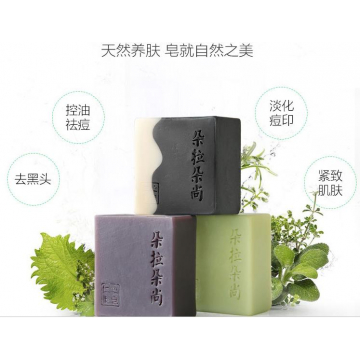 天然养肤 皂就自然之美
控油
祛痘
淡化
痘印
去黑头
紧致
肌肤
朵拉朵尚
朵拉朵尚
朵拉朵尚